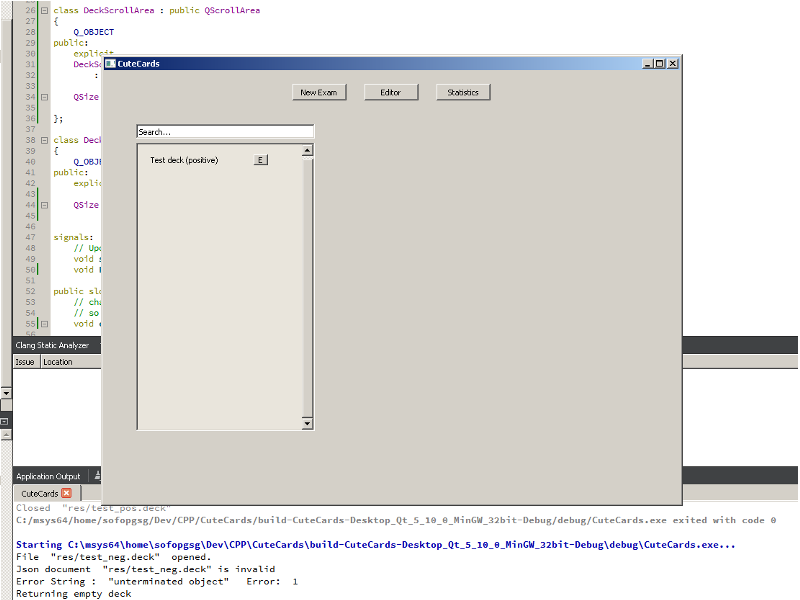 26 class DeckScrollArea : public QScrollArea
27 {
28 Q_OBJECT
29 public:
30 explicit
31 DeckSc
32 :
33
34 QSize
35
36 };
37
38 class Deck
39 {
40 Q_OBJE
41 public:
42 explic
43
44 QSize
45
46
47 signals:
48 // Upd
49 void s
50 void
51
52 public slo
53 // cha
54 // so
55 void e
56
CuteCards
New Exam Editor Statistics
Search...
Test deck (positive) E
Clang Static Analyzer
Issue Location
Application Output
CuteCards
Closed "res/test_pos.deck"
C:/msys64/home/sofopgsg/Dev/CPP/CuteCards/build-CuteCards-Desktop_Qt_5_10_0_MinGW_32bit-Debug/debug/CuteCards.exe exited with code 0
Starting C:\msys64\home\sofopgsg\Dev\CPP\CuteCards\build-CuteCards-Desktop_Qt_5_10_0_MinGW_32bit-Debug\debug\CuteCards.exe...
File "res/test_neg.deck" opened.
Json document "res/test_neg.deck" is invalid
Error String : "unterminated object" Error: 1
Returning empty deck